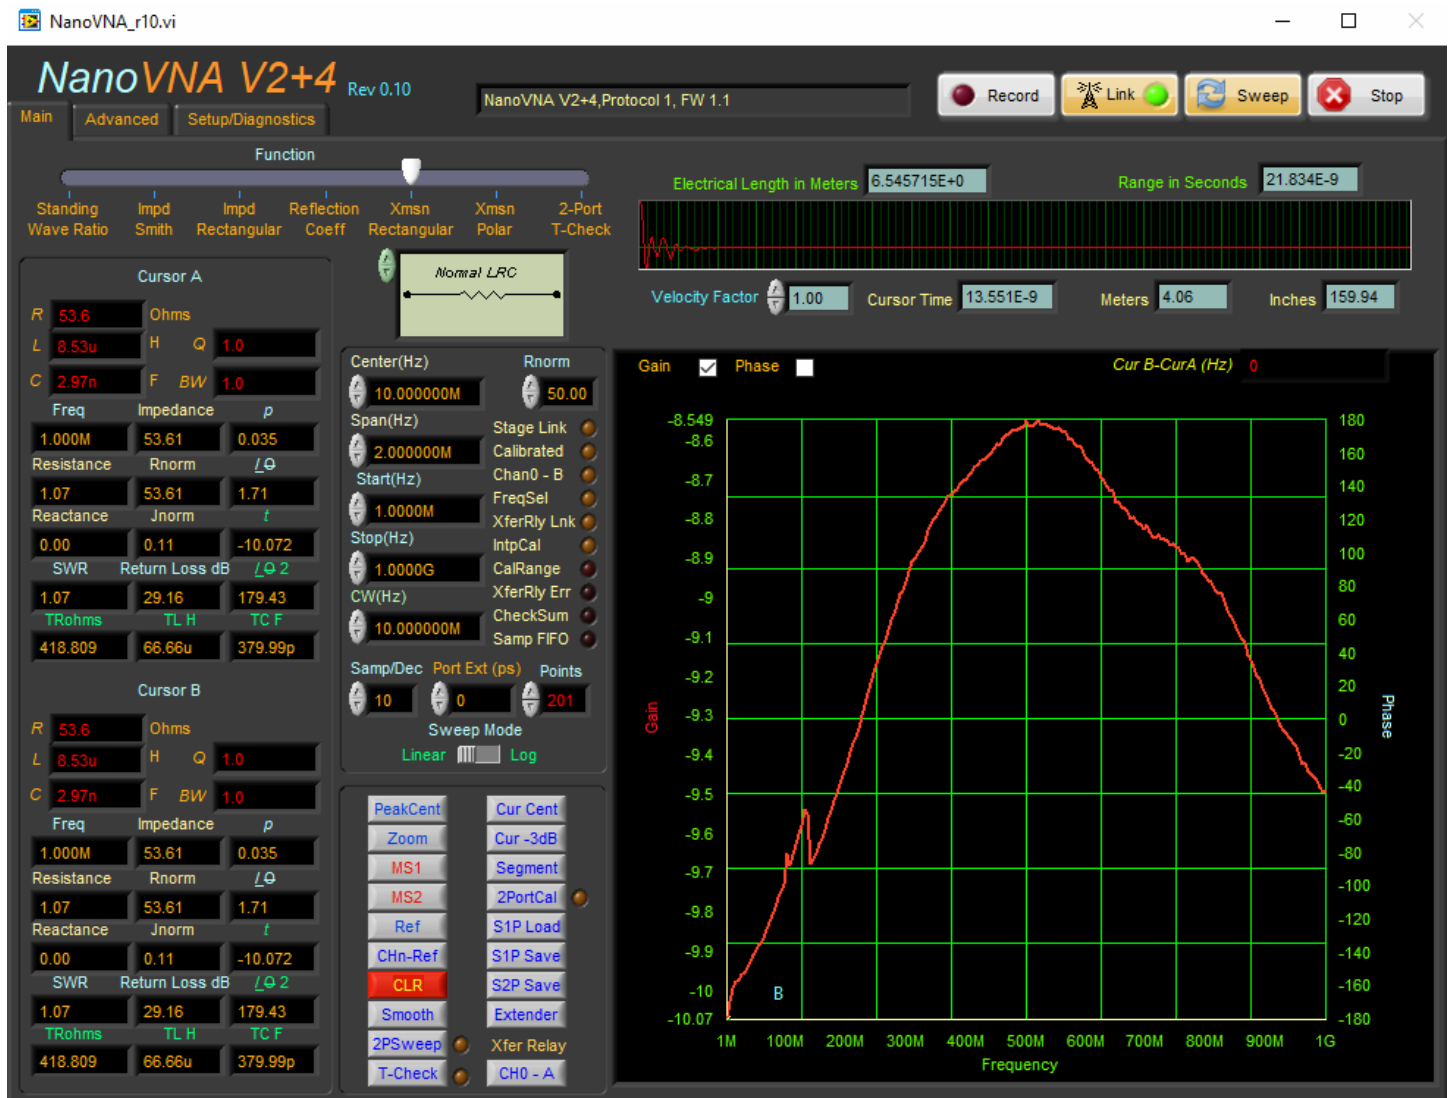 NanoVNA_r10.vi
NanoVNA V2+4 Rev 0.10
NanoVNA V2+4,Protocol 1, FW 1.1
Record
Link
Sweep
Stop
Main
Advanced
Setup/Diagnostics
Function
Standing Wave Ratio
Impd Smith
Impd Rectangular
Reflection Coeff
Xmsn Rectangular
Xmsn Polar
2-Port T-Check
Electrical Length in Meters 6.545715E+0
Range in Seconds 21.834E-9
Velocity Factor 1.00
Cursor Time 13.551E-9
Meters 4.06
Inches 159.94
Normal LRC
Cursor A
R 53.6 Ohms
L 8.53u H Q 1.0
C 2.97n F BW 1.0
Freq Impedance p
1.000M 53.61 0.035
Resistance Rnorm /Θ
1.07 53.61 1.71
Reactance Jnorm t
0.00 0.11 -10.072
SWR Return Loss dB /Θ 2
1.07 29.16 179.43
TRohms TL H TC F
418.809 66.66u 379.99p
Cursor B
R 53.6 Ohms
L 8.53u H Q 1.0
C 2.97n F BW 1.0
Freq Impedance p
1.000M 53.61 0.035
Resistance Rnorm /Θ
1.07 53.61 1.71
Reactance Jnorm t
0.00 0.11 -10.072
SWR Return Loss dB /Θ 2
1.07 29.16 179.43
TRohms TL H TC F
418.809 66.66u 379.99p
Center(Hz) Rnorm
10.000000M 50.00
Span(Hz)
2.000000M
Start(Hz)
1.0000M
Stop(Hz)
1.0000G
CW(Hz)
10.000000M
Stage Link
Calibrated
Chan0 - B
FreqSel
XferRly Lnk
IntpCal
CalRange
XferRly Err
CheckSum
Samp FIFO
Samp/Dec Port Ext (ps) Points
10 0 201
Sweep Mode
Linear Log
PeakCent Cur Cent
Zoom Cur -3dB
MS1 Segment
MS2 2PortCal
Ref S1P Load
CHn-Ref S1P Save
CLR S2P Save
Smooth Extender
2PSweep Xfer Relay
T-Check CH0 - A
Gain Phase
Cur B-CurA (Hz) 0
-8.549
-8.6
-8.7
-8.8
-8.9
-9
-9.1
-9.2
-9.3
-9.4
-9.5
-9.6
-9.7
-9.8
-9.9
-10
-10.07
Gain
B
180
160
140
120
100
80
60
40
20
0
-20
-40
-60
-80
-100
-120
-140
-160
-180
Phase
1M 100M 200M 300M 400M 500M 600M 700M 800M 900M 1G
Frequency